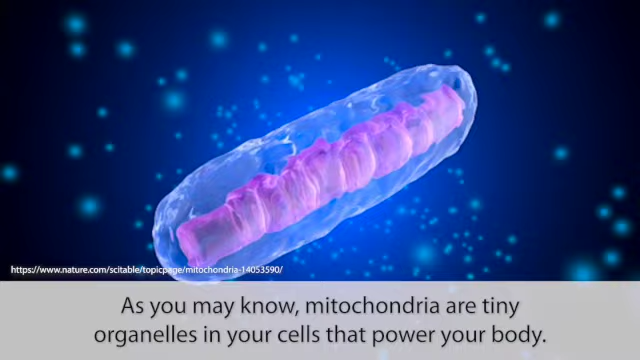 https://www.nature.com/scitable/topicpage/mitochondria-14053590/
As you may know, mitochondria are tiny
organelles in your cells that power your body.